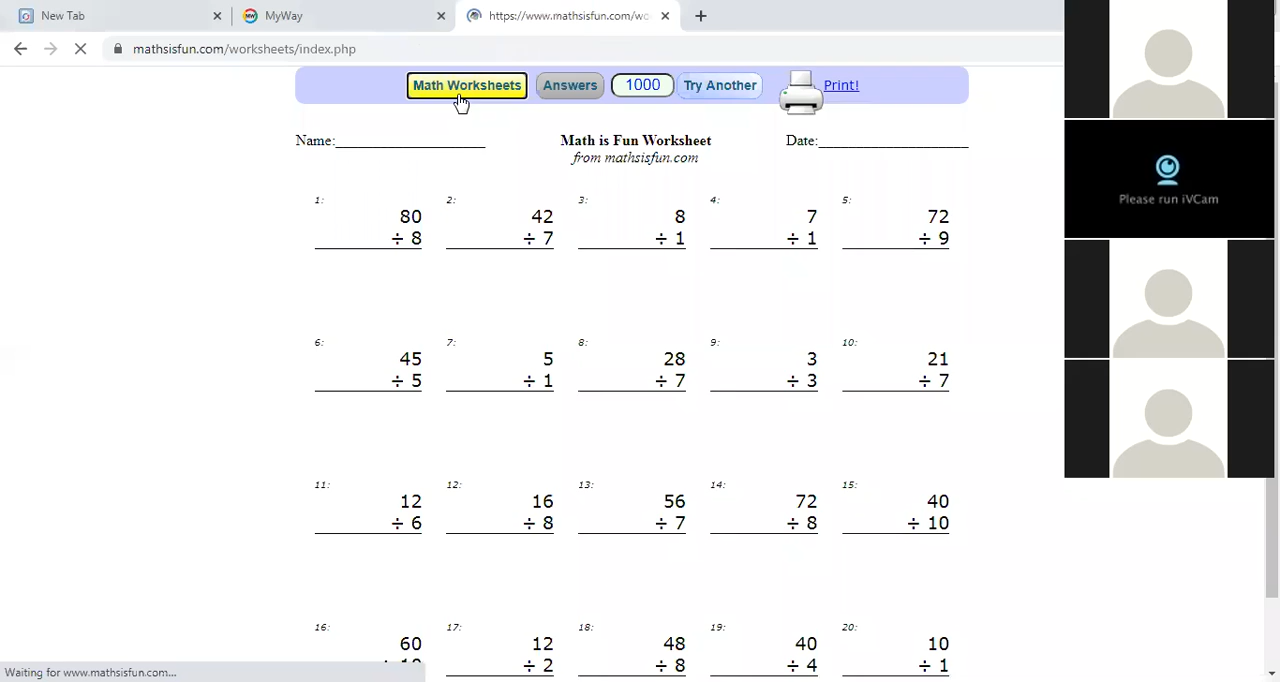 New Tab
MyWay
https://www.mathsisfun.com/wo
mathsisfun.com/worksheets/index.php
Math Worksheets Answers 1000 Try Another Print!
Name:____________________ Math is Fun Worksheet Date:____________________
from mathsisfun.com
Please run iVCam
1: 2: 3: 4: 5:
80 42 8 7 72
÷ 8 ÷ 7 ÷ 1 ÷ 1 ÷ 9
6: 7: 8: 9: 10:
45 5 28 3 21
÷ 5 ÷ 1 ÷ 7 ÷ 3 ÷ 7
11: 12: 13: 14: 15:
12 16 56 72 40
÷ 6 ÷ 8 ÷ 7 ÷ 8 ÷ 10
16: 17: 18: 19: 20:
60 12 48 40 10
÷ 2 ÷ 8 ÷ 4 ÷ 1
Waiting for www.mathsisfun.com...